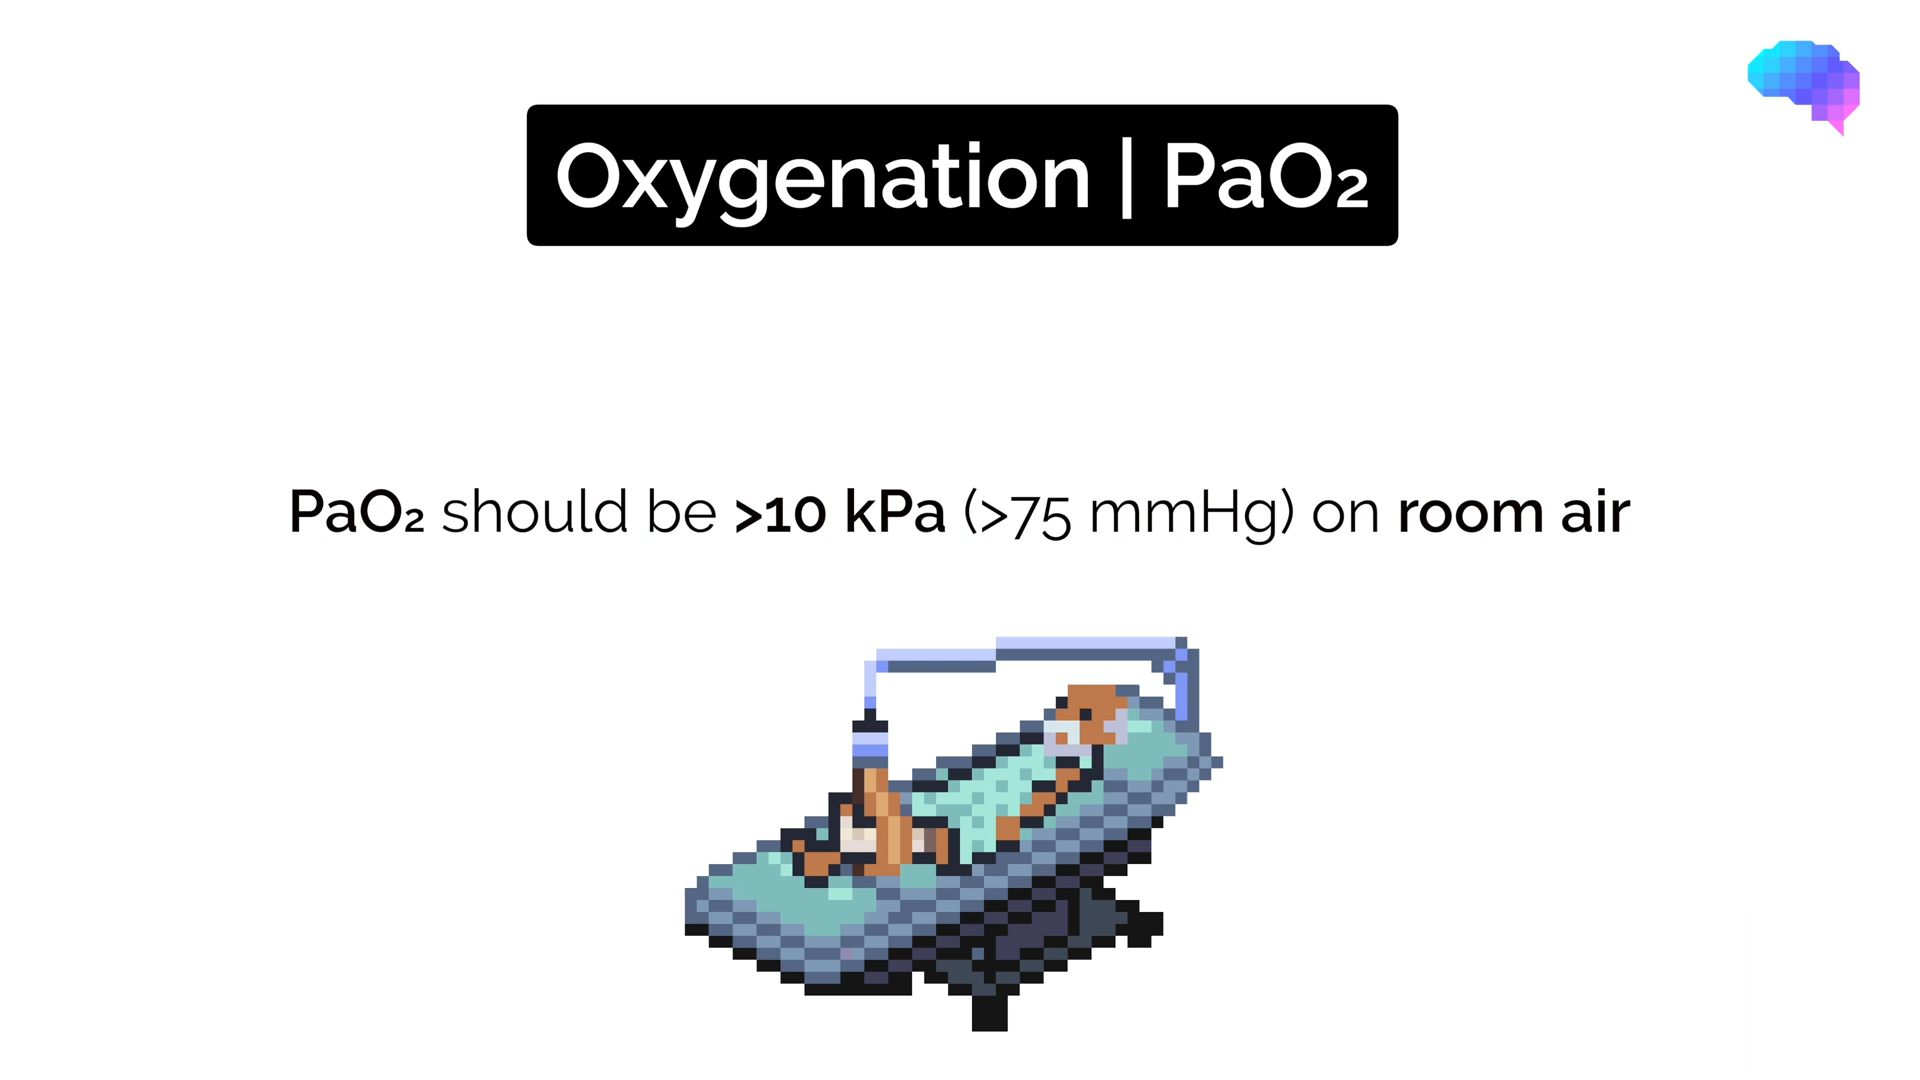 Oxygenation | PaO₂
PaO₂ should be >10 kPa (>75 mmHg) on room air